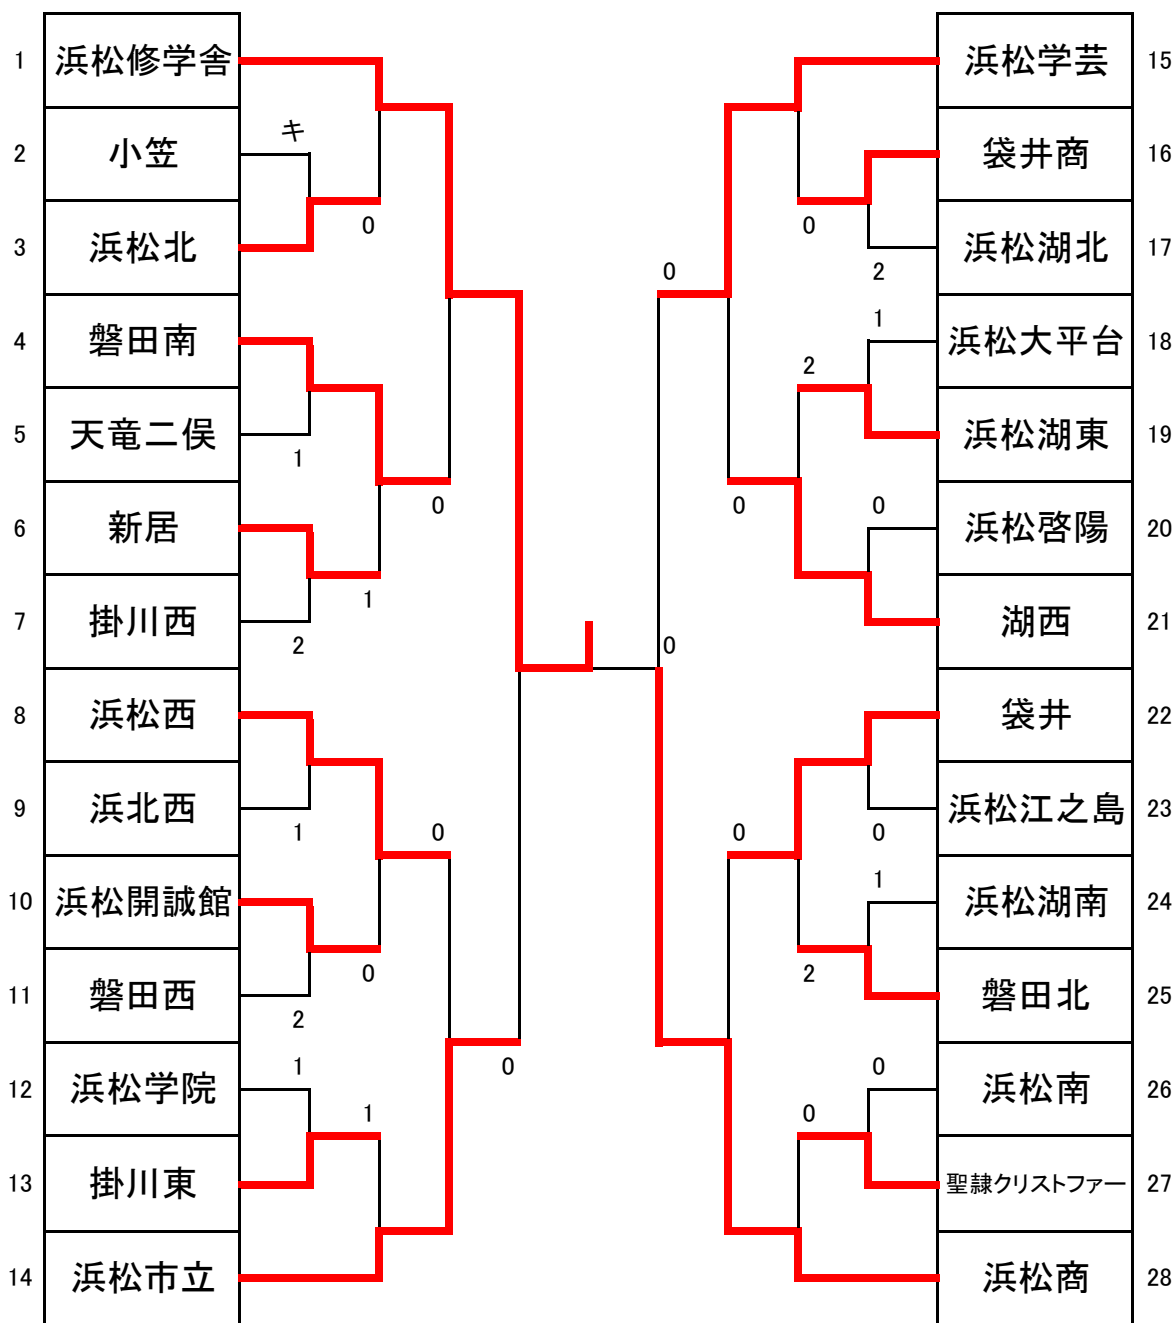 1 浜松修学舎
2 小笠
3 浜松北
4 磐田南
5 天竜二俣
6 新居
7 掛川西
8 浜松西
9 浜北西
10 浜松開誠館
11 磐田西
12 浜松学院
13 掛川東
14 浜松市立
キ
0
1
0
1
2
1
0
0
2
1
1
0
0
0
0
2
1
2
0
0
0
0
0
1
2
0
0
浜松学芸 15
袋井商 16
浜松湖北 17
浜松大平台 18
浜松湖東 19
浜松啓陽 20
湖西 21
袋井 22
浜松江之島 23
浜松湖南 24
磐田北 25
浜松南 26
聖隷クリストファー 27
浜松商 28